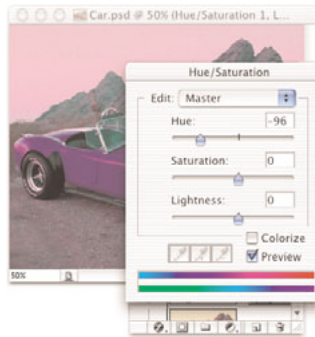 Car.psd @ 50% (Hue/Saturation 1, L...
Hue/Saturation
Edit: Master
Hue: -96
Saturation: 0
Lightness: 0
Colorize
Preview
50%